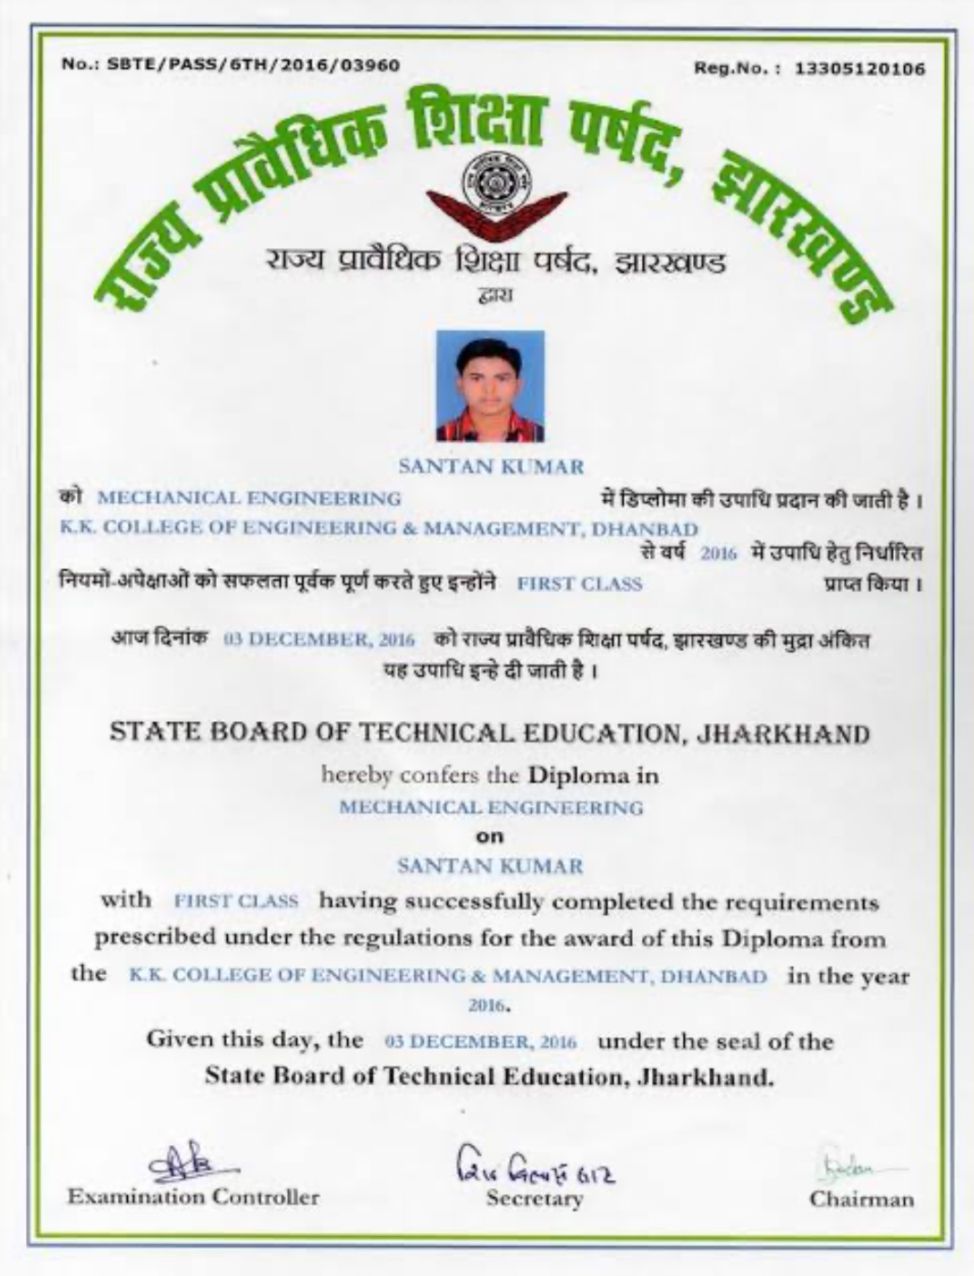 No.: SBTE/PASS/6TH/2016/03960
Reg.No. : 13305120106
राज्य प्रावैधिक शिक्षा पर्षद, झारखण्ड
राज्य प्रावैधिक शिक्षा पर्षद, झारखण्ड
द्वारा
SANTAN KUMAR
को MECHANICAL ENGINEERING में डिप्लोमा की उपाधि प्रदान की जाती है ।
K.K. COLLEGE OF ENGINEERING & MANAGEMENT, DHANBAD
से वर्ष 2016 में उपाधि हेतु निर्धारित
नियमों-अपेक्षाओं को सफलता पूर्वक पूर्ण करते हुए इन्होंने FIRST CLASS प्राप्त किया ।
आज दिनांक 03 DECEMBER, 2016 को राज्य प्रावैधिक शिक्षा पर्षद, झारखण्ड की मुद्रा अंकित
यह उपाधि इन्हे दी जाती है ।
STATE BOARD OF TECHNICAL EDUCATION, JHARKHAND
hereby confers the Diploma in
MECHANICAL ENGINEERING
on
SANTAN KUMAR
with FIRST CLASS having successfully completed the requirements
prescribed under the regulations for the award of this Diploma from
the K.K. COLLEGE OF ENGINEERING & MANAGEMENT, DHANBAD in the year
2016.
Given this day, the 03 DECEMBER, 2016 under the seal of the
State Board of Technical Education, Jharkhand.
Examination Controller
Secretary
Chairman